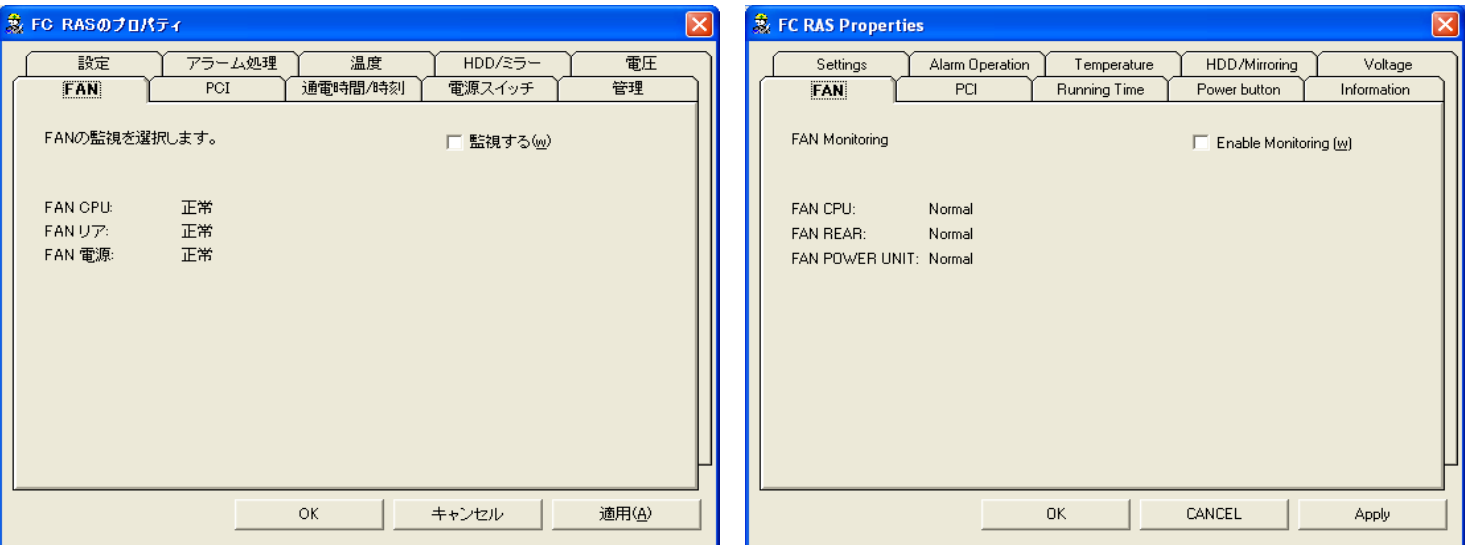 FC RASのプロパティ
設定 アラーム処理 温度 HDD/ミラー 電圧
FAN PCI 通電時間/時刻 電源スイッチ 管理
FANの監視を選択します。 監視する(w)
FAN CPU: 正常
FAN リア: 正常
FAN 電源: 正常
OK キャンセル 適用(A)
FC RAS Properties
Settings Alarm Operation Temperature HDD/Mirroring Voltage
FAN PCI Running Time Power button Information
FAN Monitoring Enable Monitoring (w)
FAN CPU: Normal
FAN REAR: Normal
FAN POWER UNIT: Normal
OK CANCEL Apply